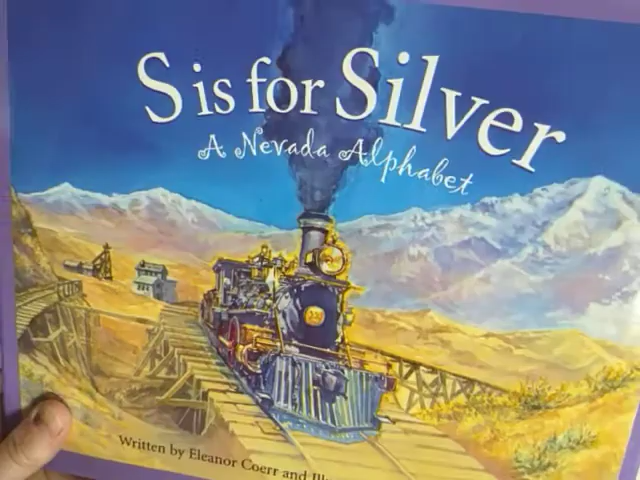 S is for Silver
A Nevada Alphabet
Written by Eleanor Coerr and